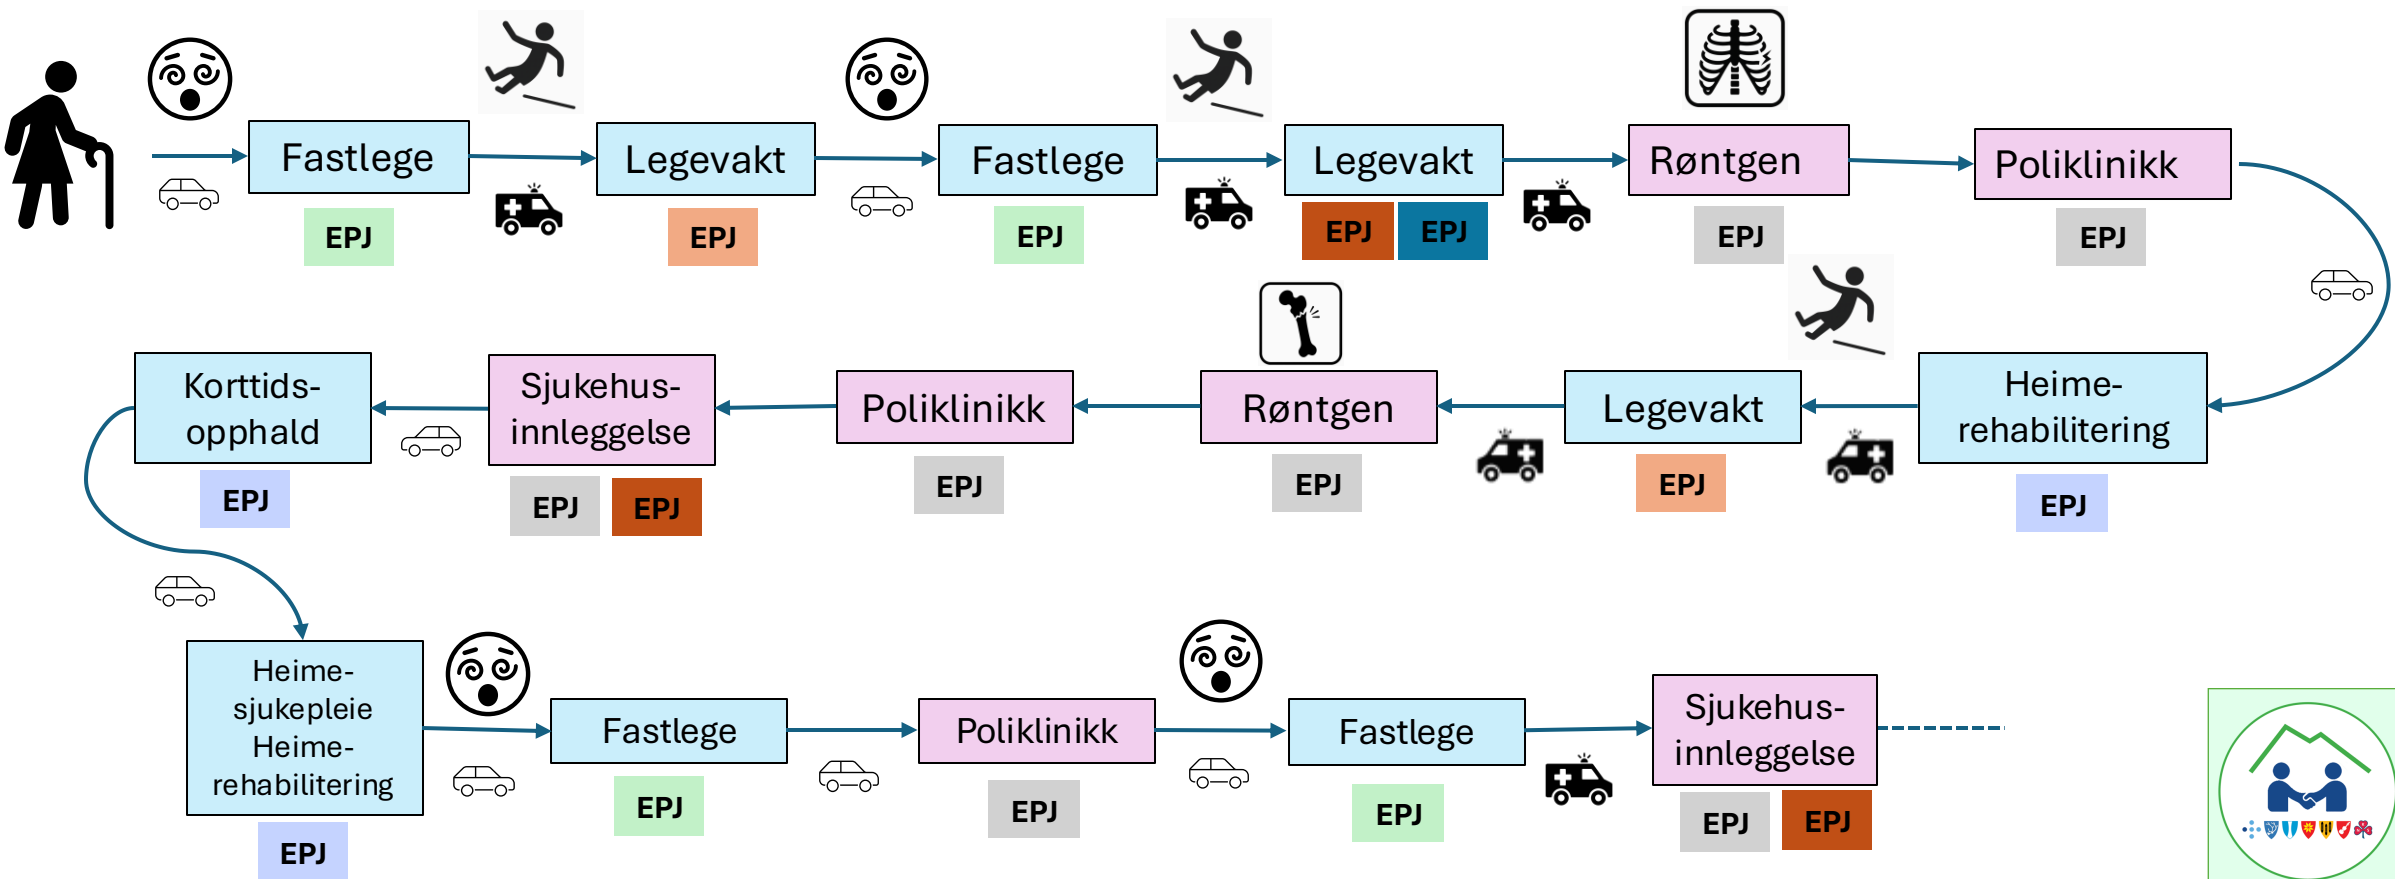 Fastlege
Legevakt
Fastlege
Legevakt
Røntgen
Poliklinikk
EPJ
EPJ
EPJ
EPJ EPJ
EPJ
EPJ
Korttids-
opphald
Sjukehus-
innleggelse
Poliklinikk
Røntgen
Legevakt
Heime-
rehabilitering
EPJ
EPJ EPJ
EPJ
EPJ
EPJ
EPJ
Heime-
sjukepleie
Heime-
rehabilitering
Fastlege
Poliklinikk
Fastlege
Sjukehus-
innleggelse
EPJ
EPJ
EPJ
EPJ
EPJ EPJ